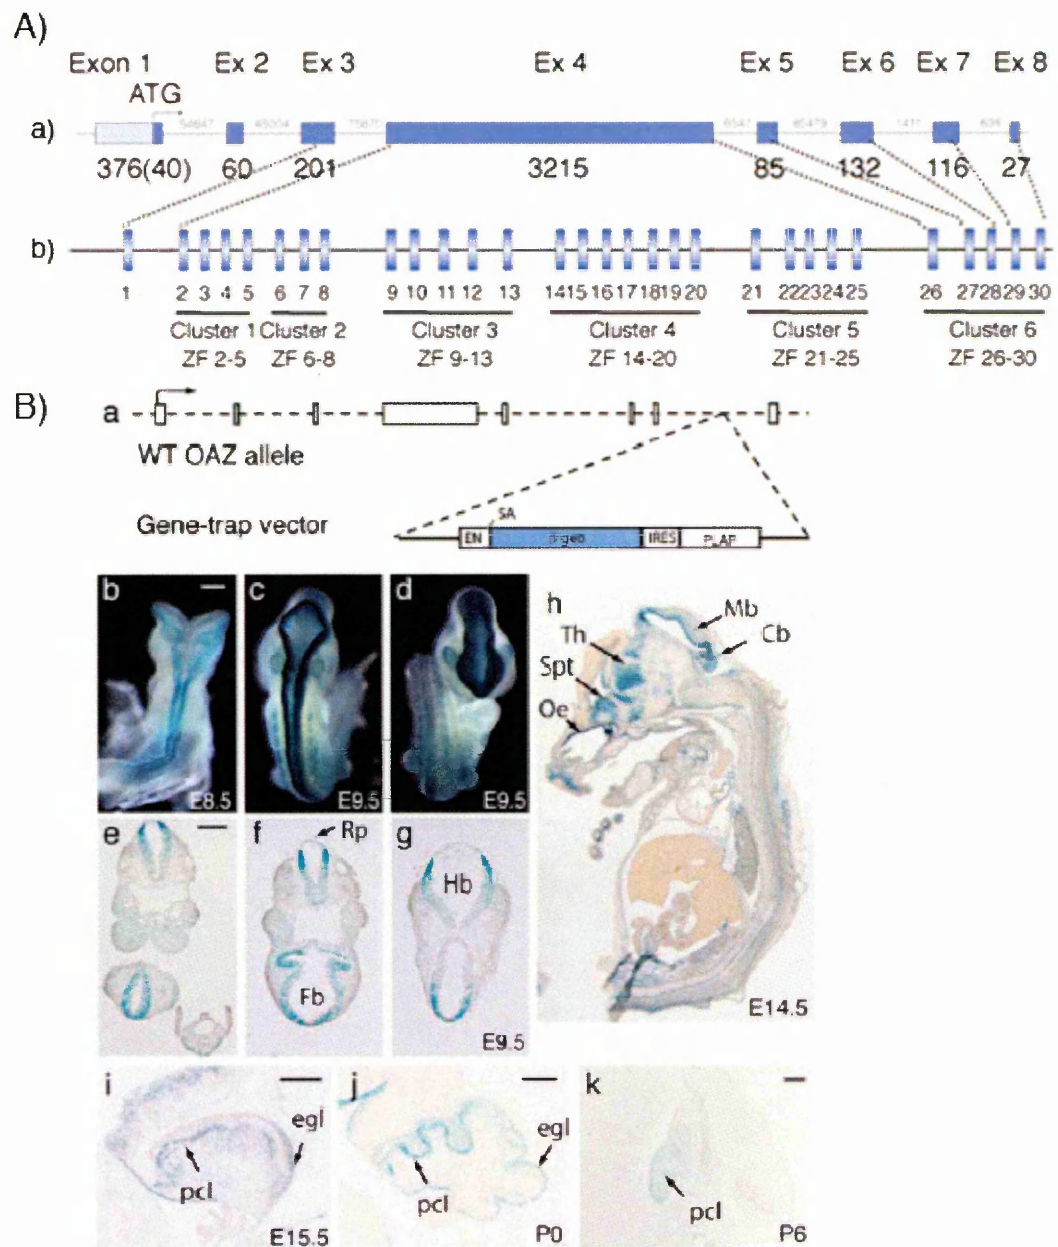 A)
Exon 1 Ex 2 Ex 3 Ex 4 Ex 5 Ex 6 Ex 7 Ex 8
ATG
a)
376(40) 60 201 3215 85 132 116 27
b)
1 2 3 4 5 6 7 8 9 10 11 12 13 14 15 16 17 18 19 20 21 22 23 24 25 26 27 28 29 30
Cluster 1 Cluster 2 Cluster 3 Cluster 4 Cluster 5 Cluster 6
ZF 2-5 ZF 6-8 ZF 9-13 ZF 14-20 ZF 21-25 ZF 26-30
B)
a
WT OAZ allele
Gene-trap vector
SA
EN IRES PLAP
b E8.5
c E9.5
d E9.5
e
f Rp Fb
g Hb E9.5
h Mb Cb Th Spt Oe E14.5
i egl pcl E15.5
j egl pcl P0
k pcl P6